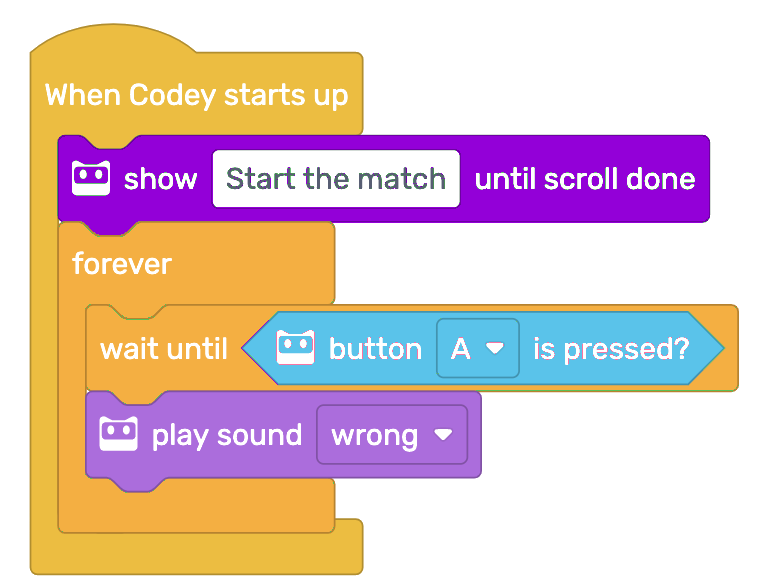 When Codey starts up
show Start the match until scroll done
forever
wait until button A is pressed?
play sound wrong